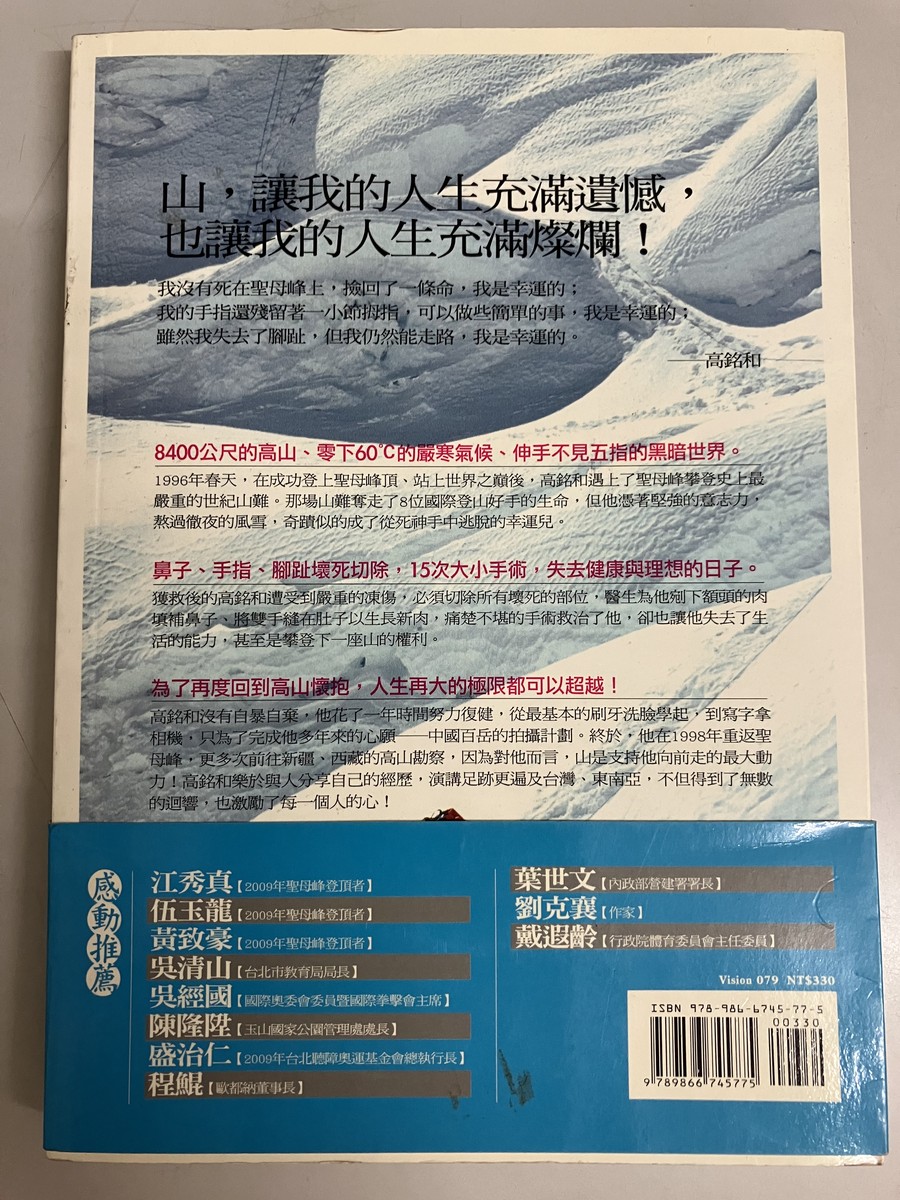 山，讓我的人生充滿遺憾，
也讓我的人生充滿燦爛！
我沒有死在聖母峰上，撿回了一條命，我是幸運的；
我的手指還殘留著一小節拇指，可以做些簡單的事，我是幸運的；
雖然我失去了腳趾，但我仍然能走路，我是幸運的。
——高銘和
8400公尺的高山、零下60℃的嚴寒氣候、伸手不見五指的黑暗世界。
1996年春天，在成功登上聖母峰頂、站上世界之巔後，高銘和遇上了聖母峰攀登史上最
嚴重的世紀山難。那場山難奪走了8位國際登山好手的生命，但他憑著堅強的意志力，
熬過徹夜的風雪，奇蹟似的成了從死神手中逃脫的幸運兒。
鼻子、手指、腳趾壞死切除，15次大小手術，失去健康與理想的日子。
獲救後的高銘和遭受到嚴重的凍傷，必須切除所有壞死的部位，醫生為他剜下額頭的肉
填補鼻子、將雙手縫在肚子以生長新肉，痛楚不堪的手術救治了他，卻也讓他失去了生
活的能力，甚至是攀登下一座山的權利。
為了再度回到高山懷抱，人生再大的極限都可以超越！
高銘和沒有自暴自棄，他花了一年時間努力復健，從最基本的刷牙洗臉學起，到寫字拿
相機，只為了完成他多年來的心願——中國百岳的拍攝計劃。終於，他在1998年重返聖
母峰，更多次前往新疆、西藏的高山勘察，因為對他而言，山是支持他向前走的最大動
力！高銘和樂於與人分享自己的經歷，演講足跡更遍及台灣、東南亞，不但得到了無數
的迴響，也激勵了每一個人的心！
感動推薦
江秀真【2009年聖母峰登頂者】
伍玉龍【2009年聖母峰登頂者】
黃致豪【2009年聖母峰登頂者】
吳清山【台北市教育局局長】
吳經國【國際奧委會委員暨國際拳擊會主席】
陳隆陞【玉山國家公園管理處處長】
盛治仁【2009年台北聽障奧運基金會總執行長】
程鯤【歐都納董事長】
葉世文【內政部營建署署長】
劉克襄【作家】
戴遐齡【行政院體育委員會主任委員】
Vision 079 NT$330
ISBN 978-986-6745-77-5
00330
9 789866 745775